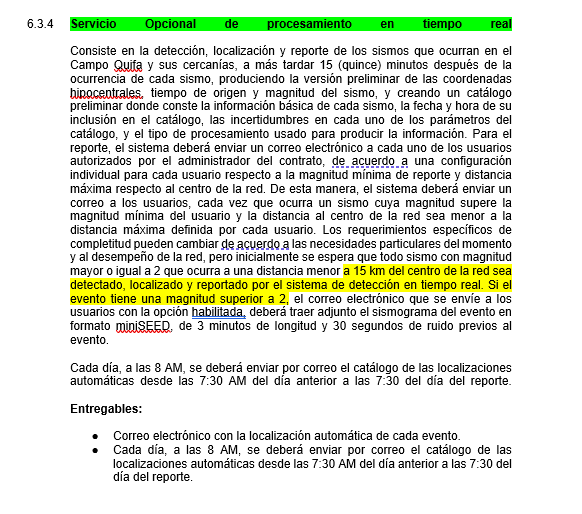 6.3.4 Servicio Opcional de procesamiento en tiempo real
Consiste en la detección, localización y reporte de los sismos que ocurran en el
Campo Quifa y sus cercanías, a más tardar 15 (quince) minutos después de la
ocurrencia de cada sismo, produciendo la versión preliminar de las coordenadas
hipocentrales, tiempo de origen y magnitud del sismo, y creando un catálogo
preliminar donde conste la información básica de cada sismo, la fecha y hora de su
inclusión en el catálogo, las incertidumbres en cada uno de los parámetros del
catálogo, y el tipo de procesamiento usado para producir la información. Para el
reporte, el sistema deberá enviar un correo electrónico a cada uno de los usuarios
autorizados por el administrador del contrato, de acuerdo a una configuración
individual para cada usuario respecto a la magnitud mínima de reporte y distancia
máxima respecto al centro de la red. De esta manera, el sistema deberá enviar un
correo a los usuarios, cada vez que ocurra un sismo cuya magnitud supere la
magnitud mínima del usuario y la distancia al centro de la red sea menor a la
distancia máxima definida por cada usuario. Los requerimientos específicos de
completitud pueden cambiar de acuerdo a las necesidades particulares del momento
y al desempeño de la red, pero inicialmente se espera que todo sismo con magnitud
mayor o igual a 2 que ocurra a una distancia menor a 15 km del centro de la red sea
detectado, localizado y reportado por el sistema de detección en tiempo real. Si el
evento tiene una magnitud superior a 2, el correo electrónico que se envíe a los
usuarios con la opción habilitada, deberá traer adjunto el sismograma del evento en
formato miniSEED, de 3 minutos de longitud y 30 segundos de ruido previos al
evento.
Cada día, a las 8 AM, se deberá enviar por correo el catálogo de las localizaciones
automáticas desde las 7:30 AM del día anterior a las 7:30 del día del reporte.
Entregables:
● Correo electrónico con la localización automática de cada evento.
● Cada día, a las 8 AM, se deberá enviar por correo el catálogo de las
localizaciones automáticas desde las 7:30 AM del día anterior a las 7:30 del
día del reporte.